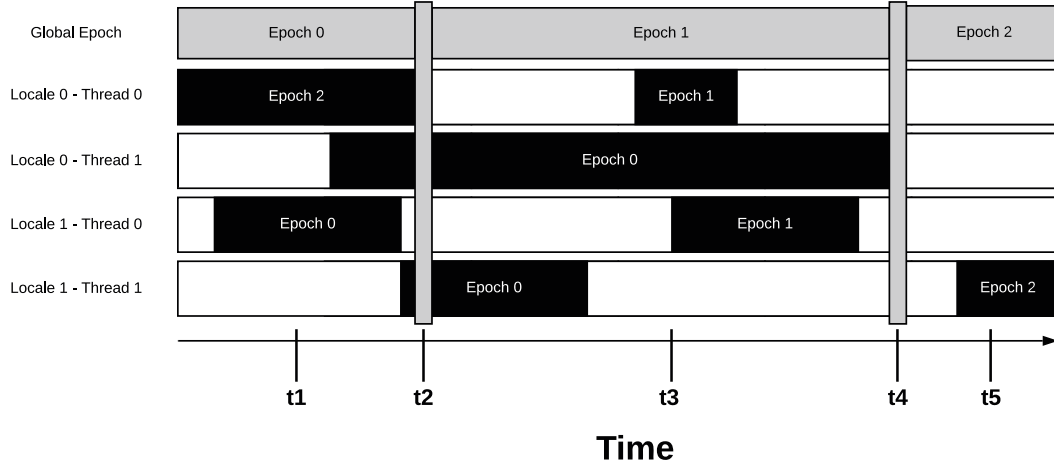 Global Epoch
Epoch 0
Epoch 1
Epoch 2
Locale 0 - Thread 0
Epoch 2
Epoch 1
Locale 0 - Thread 1
Epoch 0
Locale 1 - Thread 0
Epoch 0
Epoch 1
Locale 1 - Thread 1
Epoch 0
Epoch 2
t1
t2
t3
t4
t5
Time